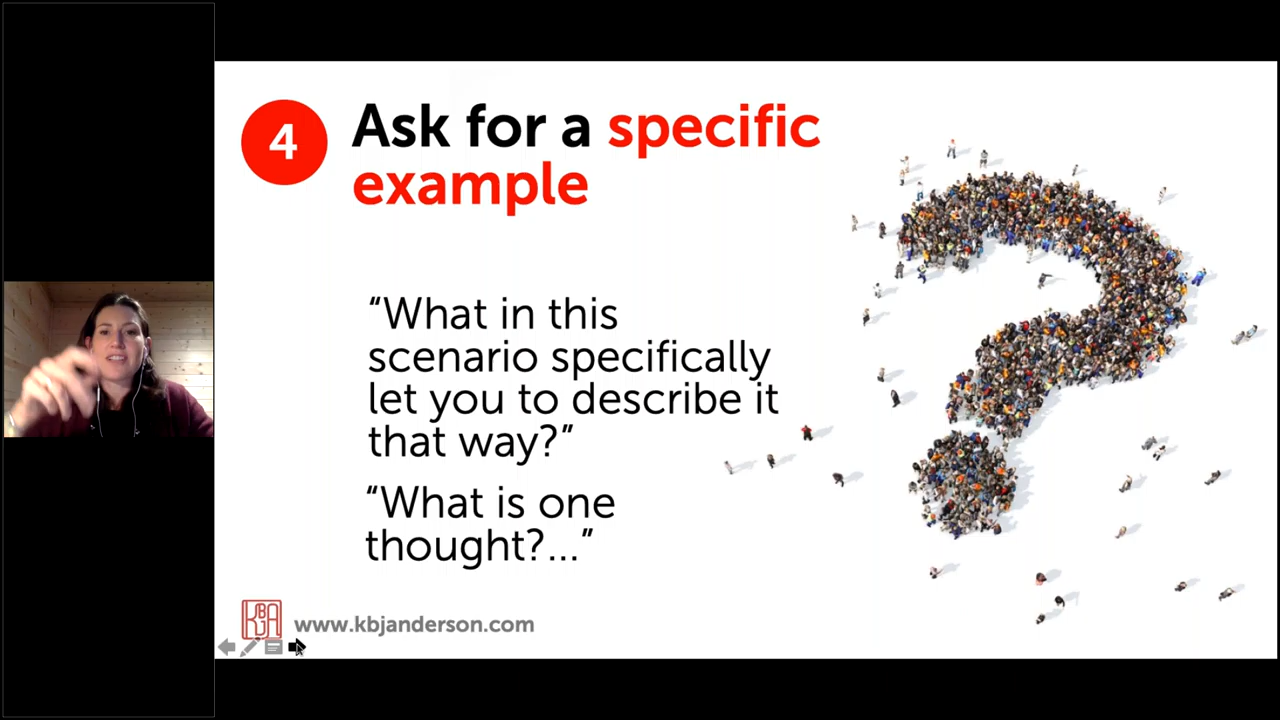 4
Ask for a specific
example
“What in this
scenario specifically
let you to describe it
that way?”
“What is one
thought?...”
KBJA
www.kbjanderson.com